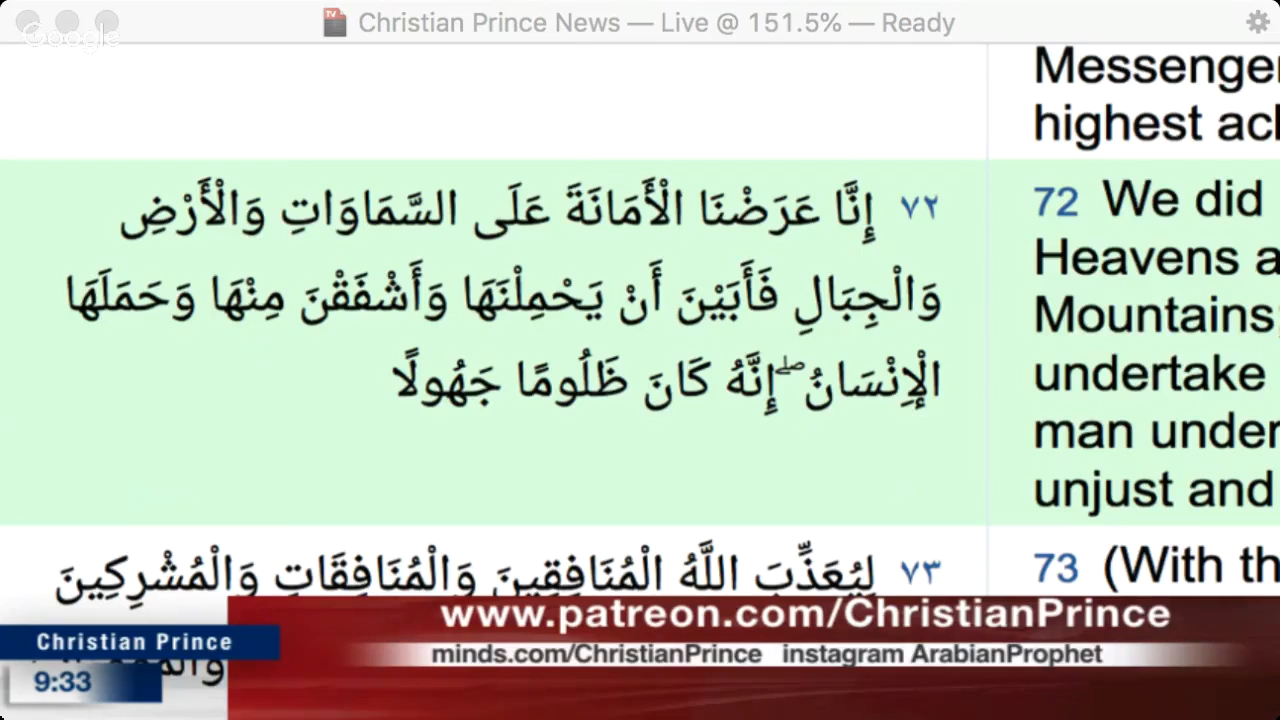 Christian Prince News — Live @ 151.5% — Ready
Google
Messenger
highest
٧٢ إِنَّا عَرَضْنَا الْأَمَانَةَ عَلَى السَّمَاوَاتِ وَالْأَرْضِ
وَالْجِبَالِ فَأَبَيْنَ أَنْ يَحْمِلْنَهَا وَأَشْفَقْنَ مِنْهَا وَحَمَلَهَا
الْإِنْسَانُ ۖ إِنَّهُ كَانَ ظَلُومًا جَهُولًا
72 We did
Heavens
Mountains;
undertake
man
unjust and
٧٣ لِيُعَذِّبَ اللَّهُ الْمُنَافِقِينَ وَالْمُنَافِقَاتِ وَالْمُشْرِكِينَ
73 (With
www.patreon.com/ChristianPrince
minds.com/ChristianPrince instagram ArabianProphet
Christian Prince
9:33